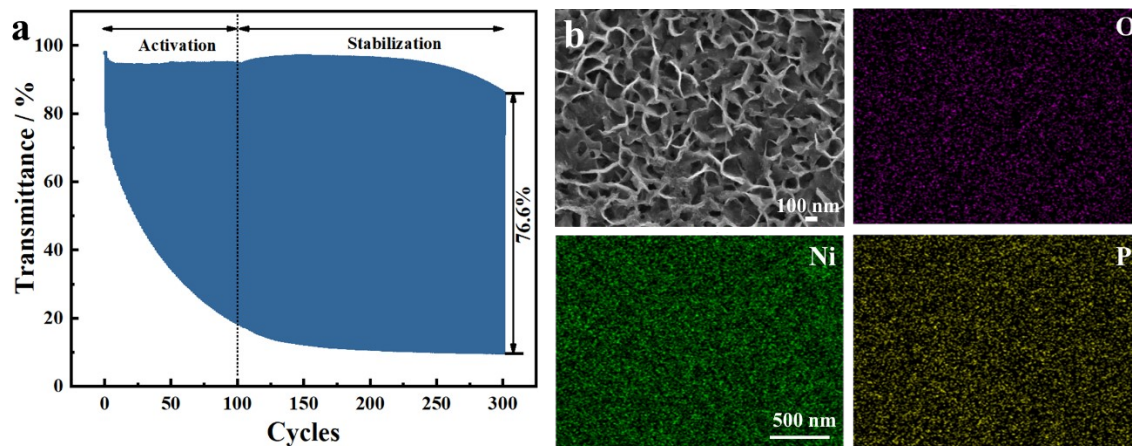 a
Activation
Stabilization
Transmittance / %
100
80
60
40
20
0
76.6%
0
50
100
150
200
250
300
Cycles
b
100 nm
O
Ni
500 nm
P